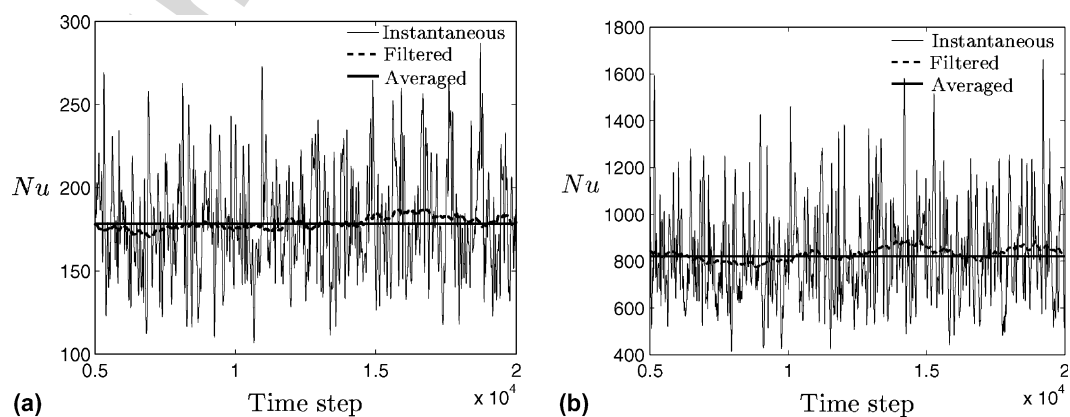 300
250
200
150
100
Nu
Instantaneous
Filtered
Averaged
0.5
1.0
1.5
2
x 10^4
Time step
(a)
1800
1600
1400
1200
1000
800
600
400
Nu
Instantaneous
Filtered
Averaged
0.5
1.0
1.5
2
x 10^4
Time step
(b)